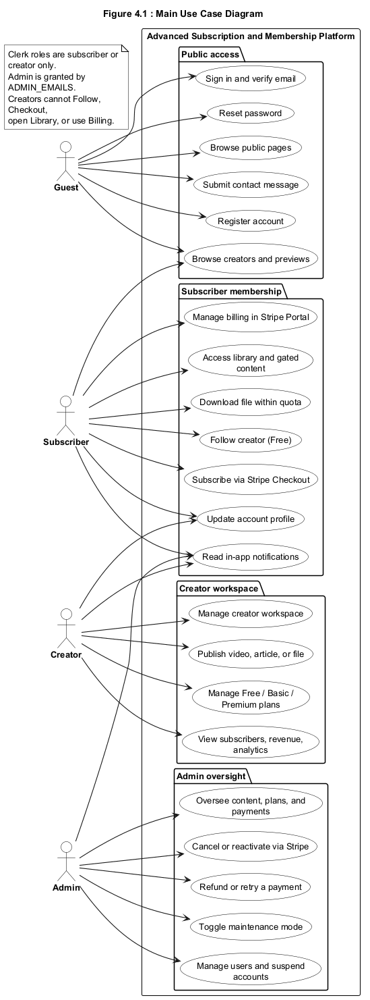 Figure 4.1 : Main Use Case Diagram
Advanced Subscription and Membership Platform
Clerk roles are subscriber or
creator only.
Admin is granted by
ADMIN_EMAILS.
Creators cannot Follow,
Checkout,
open Library, or use Billing.
Public access
Sign in and verify email
Reset password
Browse public pages
Submit contact message
Register account
Browse creators and previews
Guest
Subscriber membership
Manage billing in Stripe Portal
Access library and gated
content
Download file within quota
Follow creator (Free)
Subscribe via Stripe Checkout
Update account profile
Read in-app notifications
Subscriber
Creator workspace
Manage creator workspace
Publish video, article, or file
Manage Free / Basic /
Premium plans
View subscribers, revenue,
analytics
Creator
Admin oversight
Oversee content, plans, and
payments
Cancel or reactivate via Stripe
Refund or retry a payment
Toggle maintenance mode
Manage users and suspend
accounts
Admin